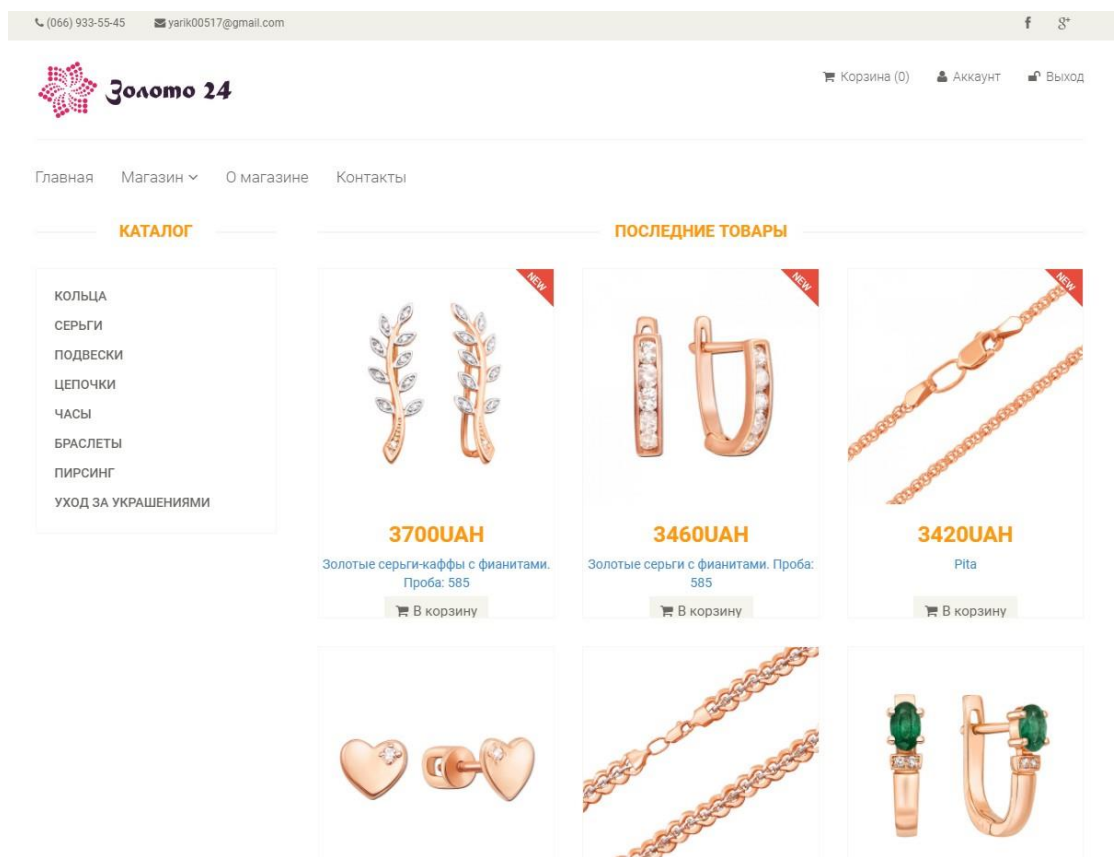 (066) 933-55-45 yarik00517@gmail.com f g+
Золото 24
Корзина (0) Аккаунт Выход
Главная Магазин О магазине Контакты
КАТАЛОГ
КОЛЬЦА
СЕРЬГИ
ПОДВЕСКИ
ЦЕПОЧКИ
ЧАСЫ
БРАСЛЕТЫ
ПИРСИНГ
УХОД ЗА УКРАШЕНИЯМИ
ПОСЛЕДНИЕ ТОВАРЫ
NEW
3700UAH
Золотые серьги-каффы с фианитами.
Проба: 585
В корзину
NEW
3460UAH
Золотые серьги с фианитами. Проба:
585
В корзину
NEW
3420UAH
Pita
В корзину